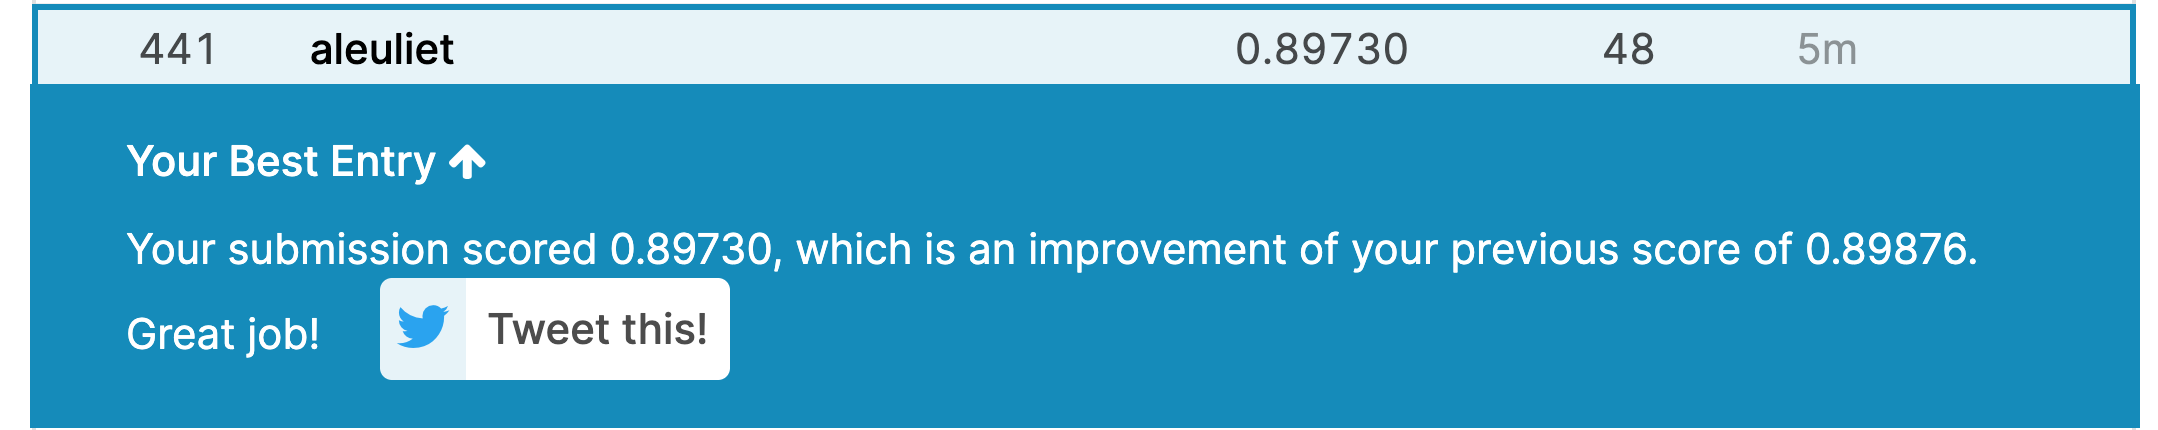 441 aleuliet 0.89730 48 5m
Your Best Entry
Your submission scored 0.89730, which is an improvement of your previous score of 0.89876.
Great job! Tweet this!